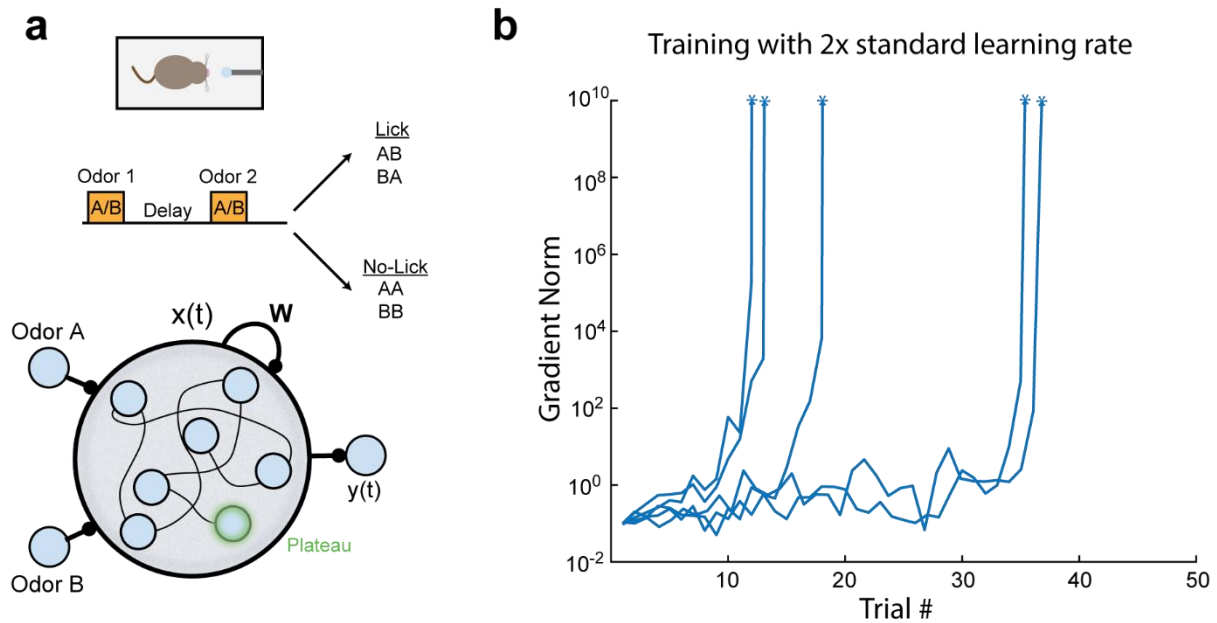 a
Odor 1
Odor 2
A/B
Delay
A/B
Lick
AB
BA
No-Lick
AA
BB
x(t)
W
Odor A
y(t)
Plateau
Odor B
b
Training with 2x standard learning rate
Gradient Norm
10^10
10^8
10^6
10^4
10^2
10^0
10^-2
10
20
30
40
50
Trial #